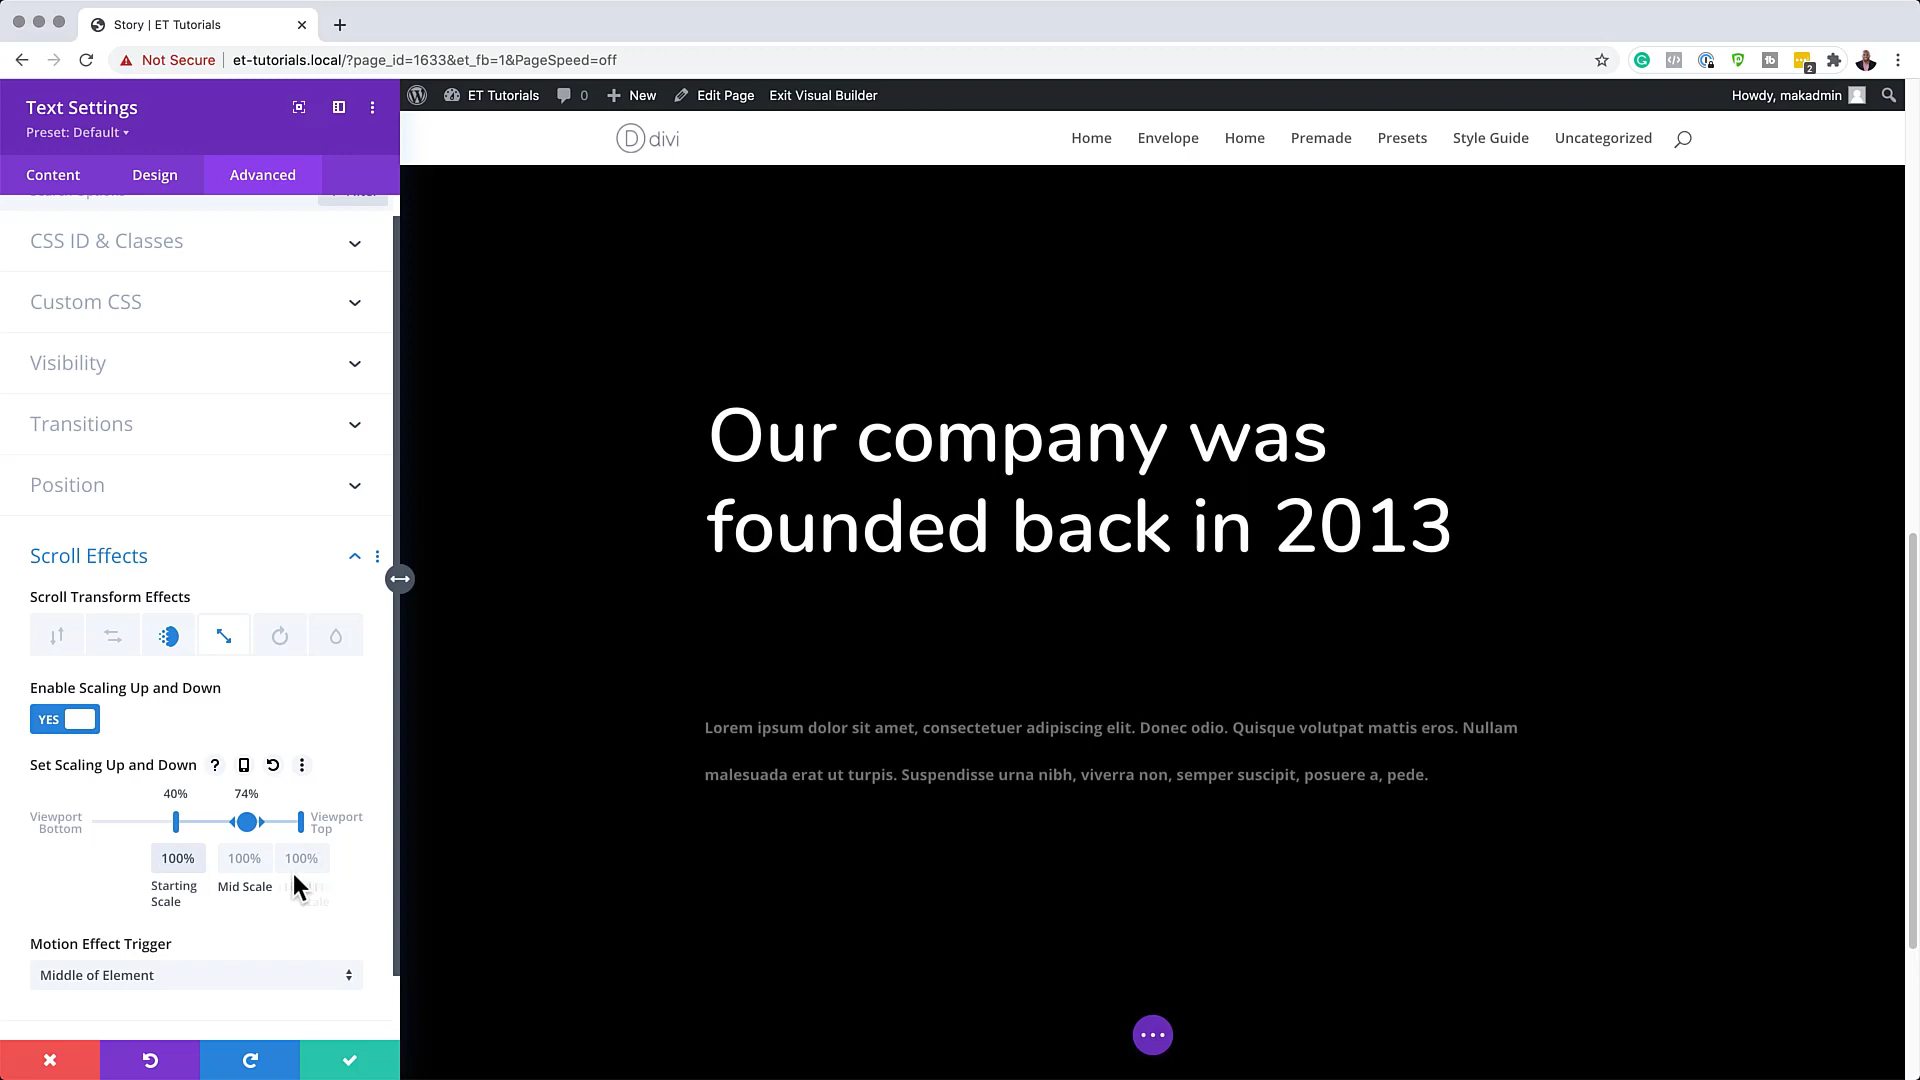 Story | ET Tutorials
Not Secure
et-tutorials.local/?page_id=1633&et_fb=1&PageSpeed=off
2
Text Settings
Preset: Default
Content
Design
Advanced
ET Tutorials
0
New
Edit Page
Exit Visual Builder
Howdy, makadmin
D divi
Home
Envelope
Home
Premade
Presets
Style Guide
Uncategorized
CSS ID & Classes
Custom CSS
Visibility
Transitions
Position
Scroll Effects
Scroll Transform Effects
Enable Scaling Up and Down
YES
Set Scaling Up and Down ?
40%
74%
Viewport
Bottom
Viewport
Top
100%
100%
100%
Starting
Scale
Mid Scale
Motion Effect Trigger
Middle of Element
Our company was
founded back in 2013
Lorem ipsum dolor sit amet, consectetuer adipiscing elit. Donec odio. Quisque volutpat mattis eros. Nullam
malesuada erat ut turpis. Suspendisse urna nibh, viverra non, semper suscipit, posuere a, pede.